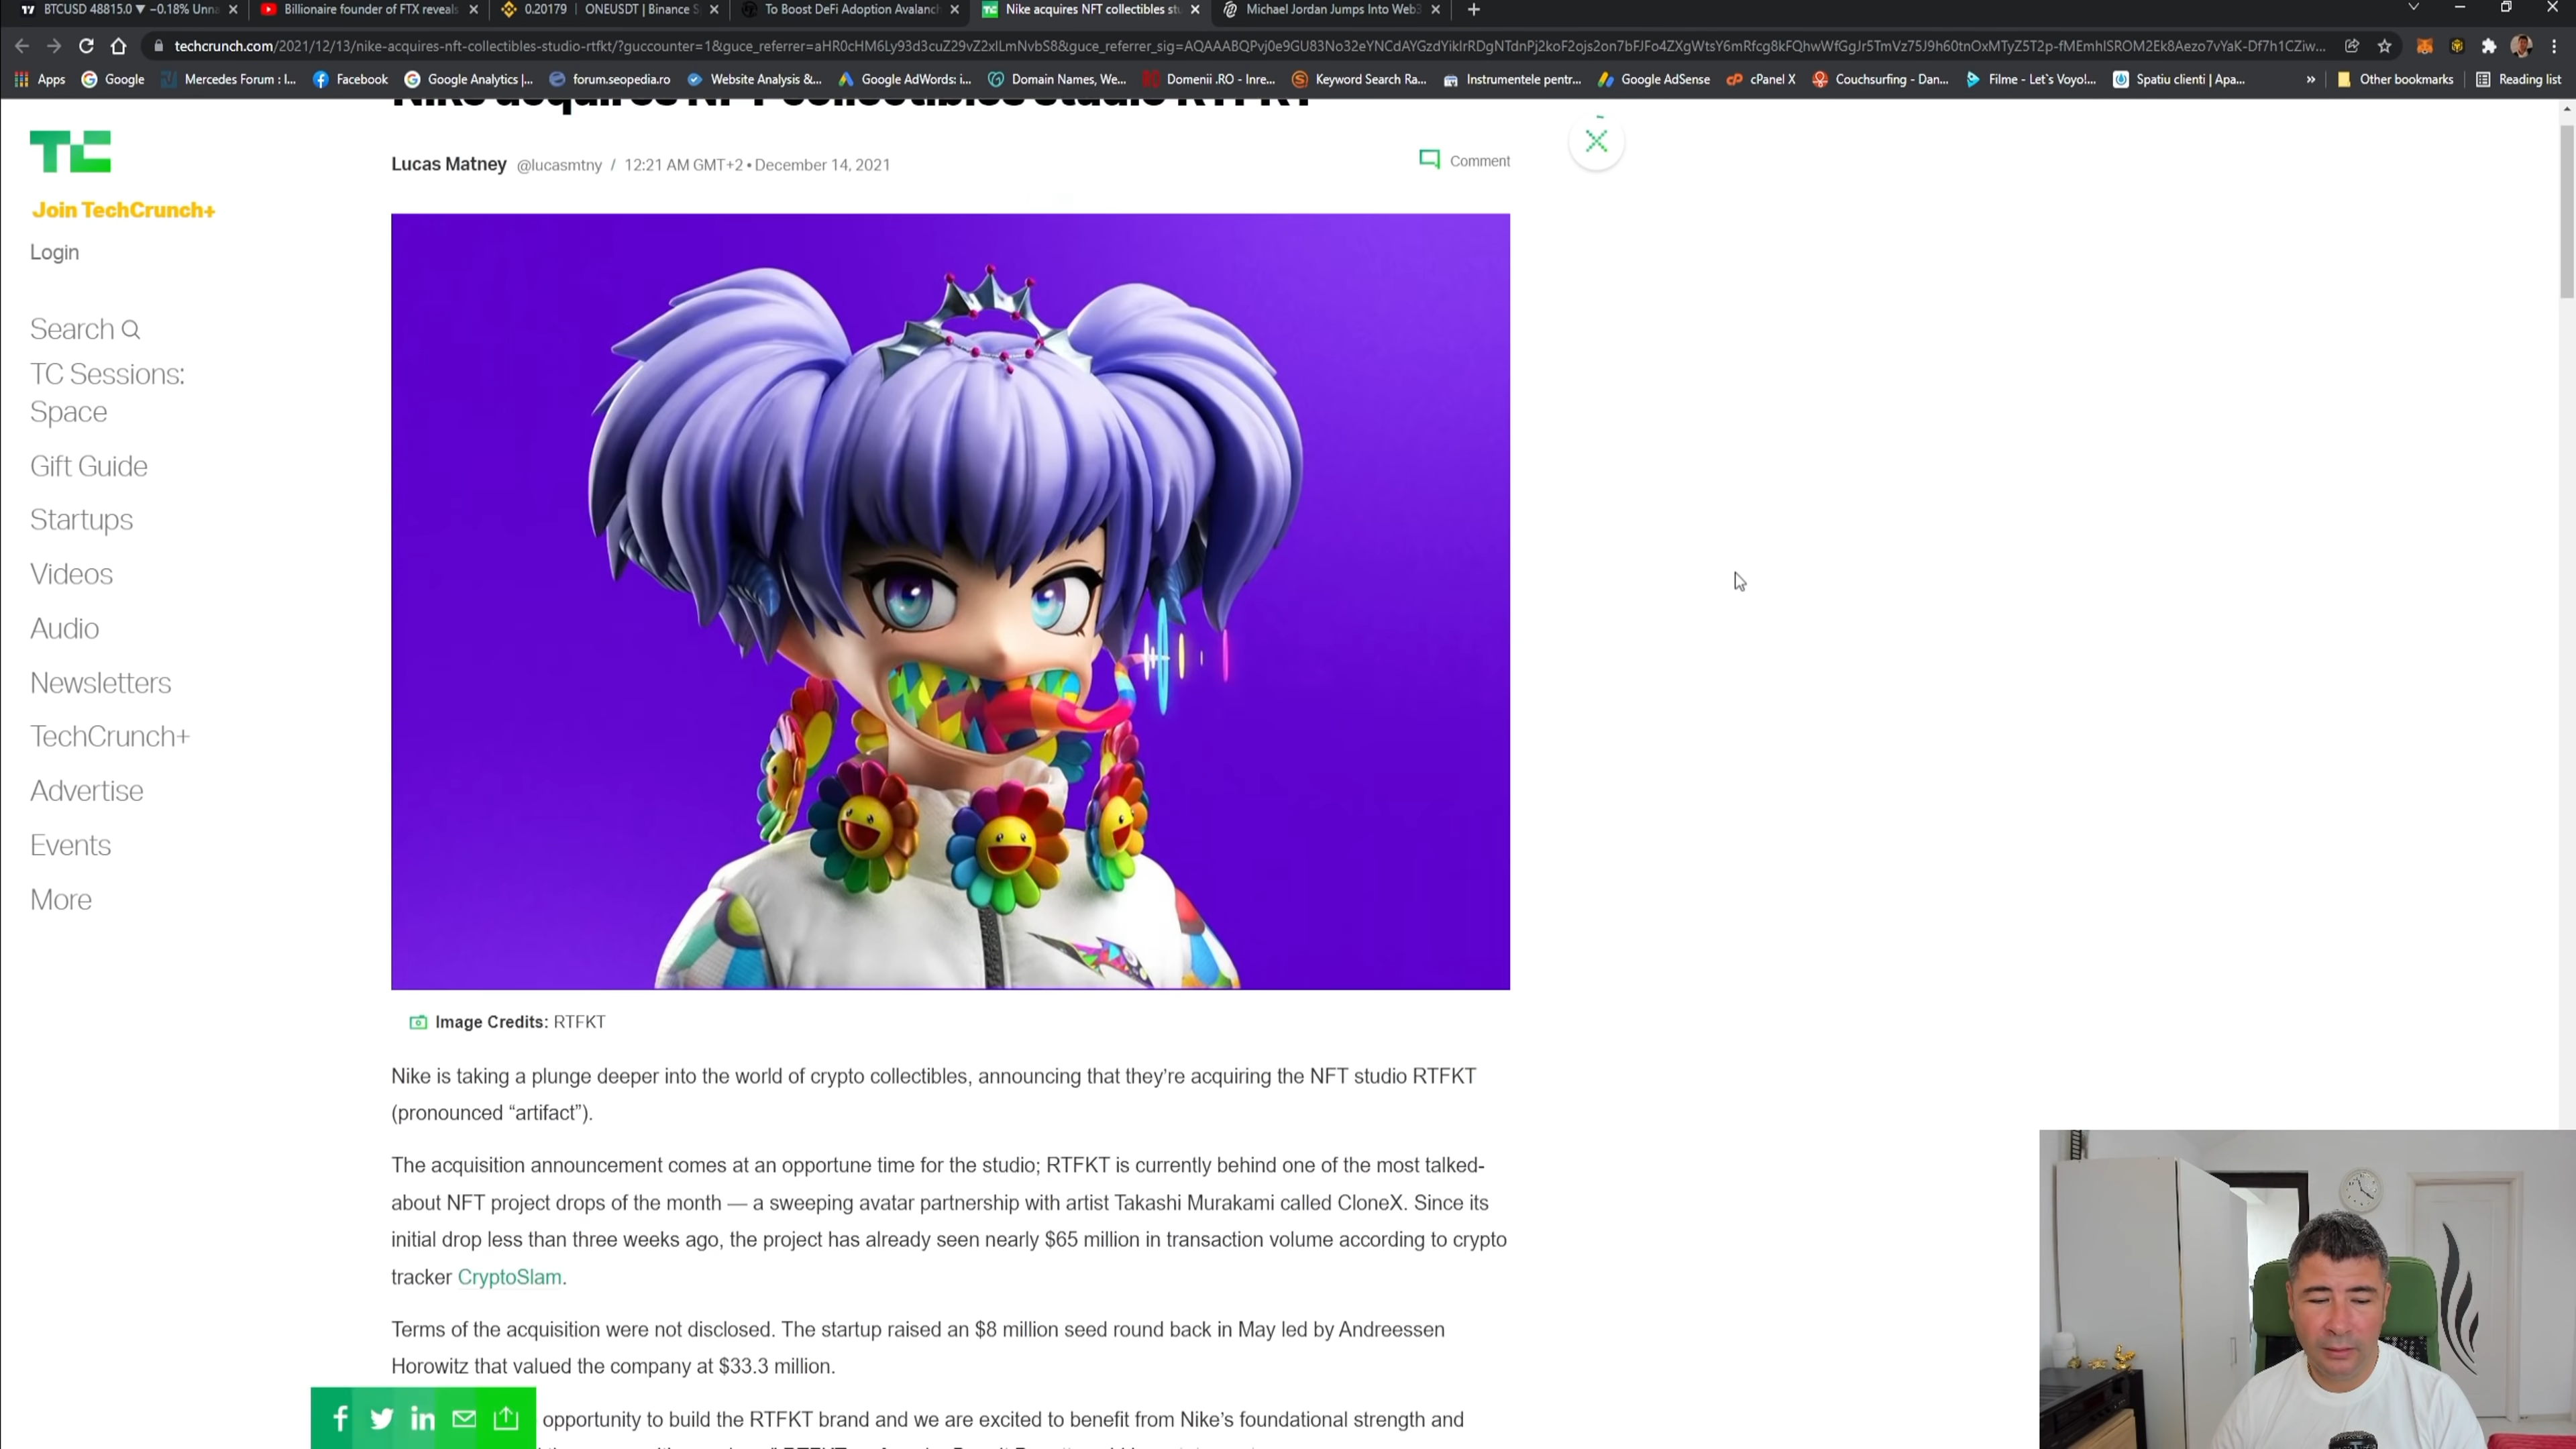 BTCUSD 48815.0 ▼ −0.18% Unna
Billionaire founder of FTX reveals
0.20179 | ONEUSDT | Binance S
To Boost DeFi Adoption Avalanch
Nike acquires NFT collectibles stu
Michael Jordan Jumps Into Web3
Apps
Google
Mercedes Forum : I...
Facebook
Google Analytics |...
forum.seopedia.ro
Website Analysis &...
Google AdWords: i...
Domain Names, We...
Domenii .RO - Inre...
Keyword Search Ra...
Instrumentele pentr...
Google AdSense
cPanel X
Couchsurfing - Dan...
Filme - Let`s Voyo!...
Spatiu clienti | Apa...
»
Other bookmarks
Reading list
Nike acquires NFT collectibles studio RTFKT
TC
Lucas Matney @lucasmtny / 12:21 AM GMT+2 • December 14, 2021
Comment
Join TechCrunch+
Login
Search
TC Sessions:
Space
Gift Guide
Startups
Videos
Audio
Newsletters
TechCrunch+
Advertise
Events
More
Image Credits: RTFKT
Nike is taking a plunge deeper into the world of crypto collectibles, announcing that they’re acquiring the NFT studio RTFKT
(pronounced “artifact”).
The acquisition announcement comes at an opportune time for the studio; RTFKT is currently behind one of the most talked-
about NFT project drops of the month — a sweeping avatar partnership with artist Takashi Murakami called CloneX. Since its
initial drop less than three weeks ago, the project has already seen nearly $65 million in transaction volume according to crypto
tracker CryptoSlam.
Terms of the acquisition were not disclosed. The startup raised an $8 million seed round back in May led by Andreessen
Horowitz that valued the company at $33.3 million.
opportunity to build the RTFKT brand and we are excited to benefit from Nike’s foundational strength and